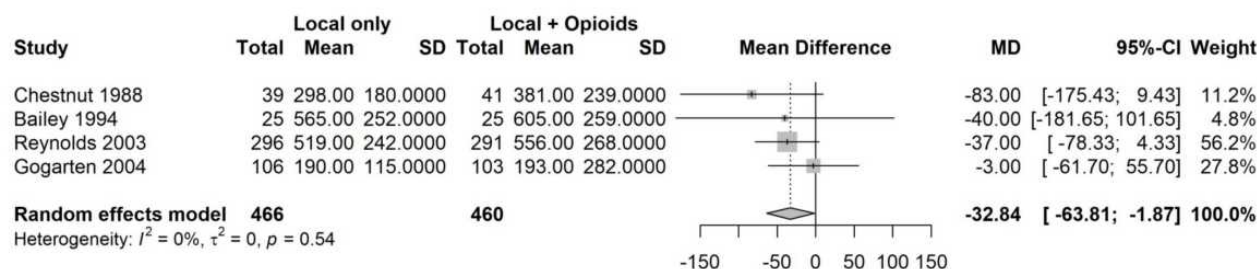 Local only Local + Opioids
Study Total Mean SD Total Mean SD Mean Difference MD 95%-CI Weight
Chestnut 1988 39 298.00 180.0000 41 381.00 239.0000 -83.00 [-175.43; 9.43] 11.2%
Bailey 1994 25 565.00 252.0000 25 605.00 259.0000 -40.00 [-181.65; 101.65] 4.8%
Reynolds 2003 296 519.00 242.0000 291 556.00 268.0000 -37.00 [-78.33; 4.33] 56.2%
Gogarten 2004 106 190.00 115.0000 103 193.00 282.0000 -3.00 [-61.70; 55.70] 27.8%
Random effects model 466 460 -32.84 [-63.81; -1.87] 100.0%
Heterogeneity: I² = 0%, τ² = 0, p = 0.54
-150 -50 0 50 100 150